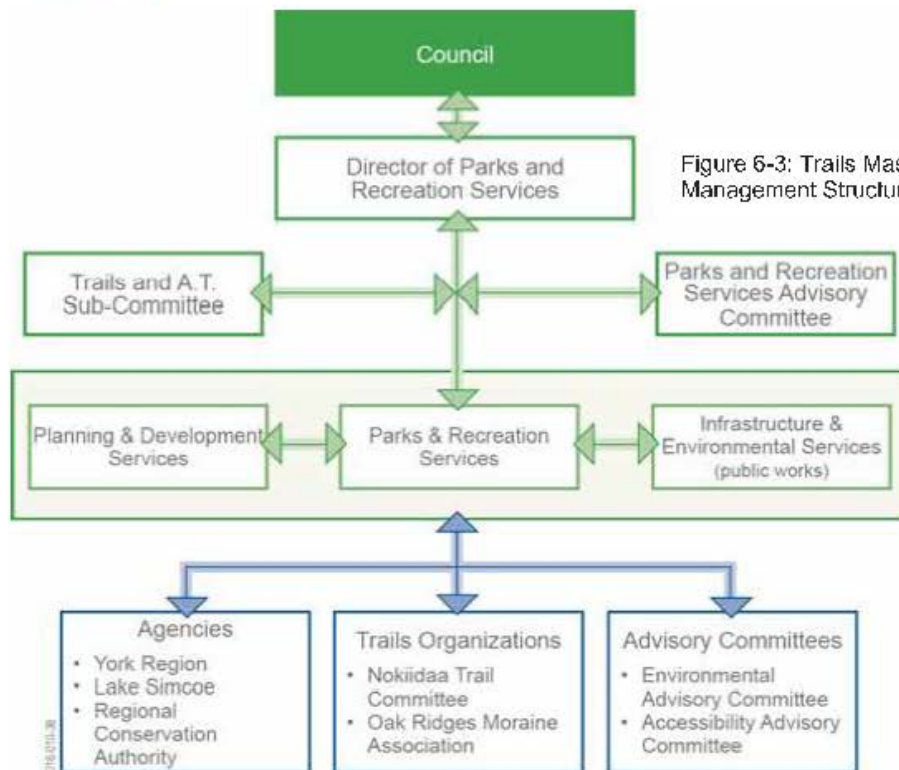 Council
Director of Parks and
Recreation Services
Figure 6-3: Trails
Management
Trails and A.T.
Sub-Committee
Parks and Recreation
Services Advisory
Committee
Planning & Development
Services
Parks & Recreation
Services
Infrastructure &
Environmental Services
(public works)
Agencies
• York Region
• Lake Simcoe
• Regional
Conservation
Authority
Trails Organizations
• Nokiidaa Trail
Committee
• Oak Ridges Moraine
Association
Advisory Committees
• Environmental
Advisory Committee
• Accessibility Advisory
Committee